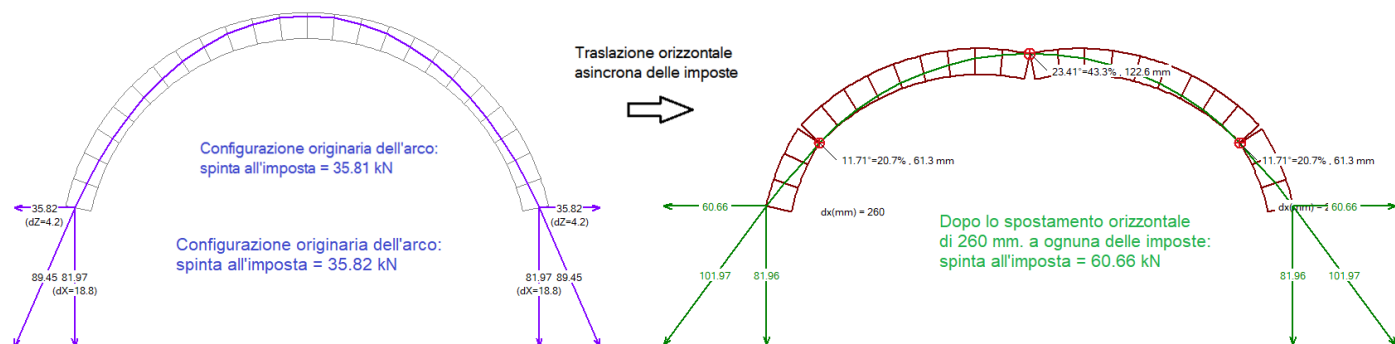 Traslazione orizzontale
asincrona delle imposte
Configurazione originaria dell'arco:
spinta all'imposta = 35.81 kN
Configurazione originaria dell'arco:
spinta all'imposta = 35.82 kN
35.82
(dZ=4.2)
35.82
(dZ=4.2)
89.45
81.97
(dX=18.8)
81.97
(dX=18.8)
89.45
23.41°=43.3% , 122.6 mm
11.71°=20.7% , 61.3 mm
11.71°=20.7% , 61.3 mm
60.66
dx(mm) = 260
dx(mm) =
60.66
Dopo lo spostamento orizzontale
di 260 mm. a ognuna delle imposte:
spinta all'imposta = 60.66 kN
101.97
81.96
81.96
101.97